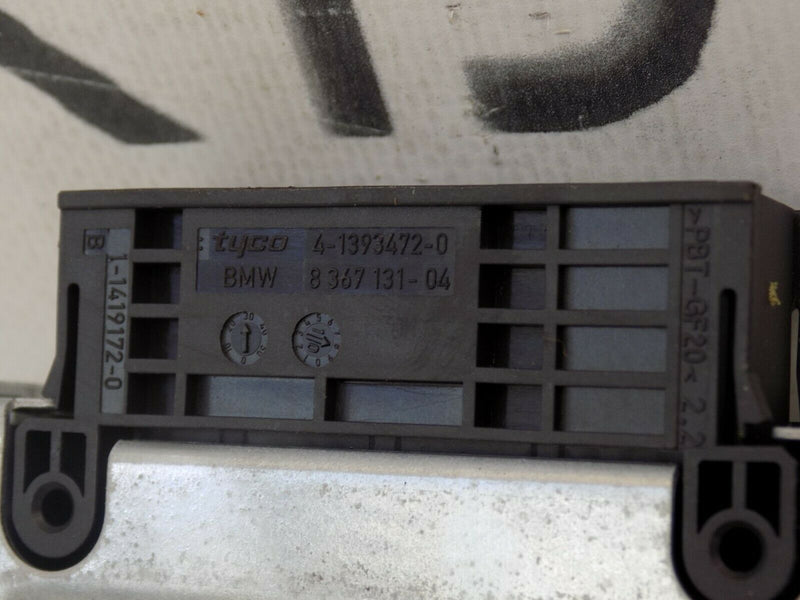 B
1-1419172-0
tyco 4-1393472-0
BMW 8 367 131-04
>PBT-GF20< 2.2